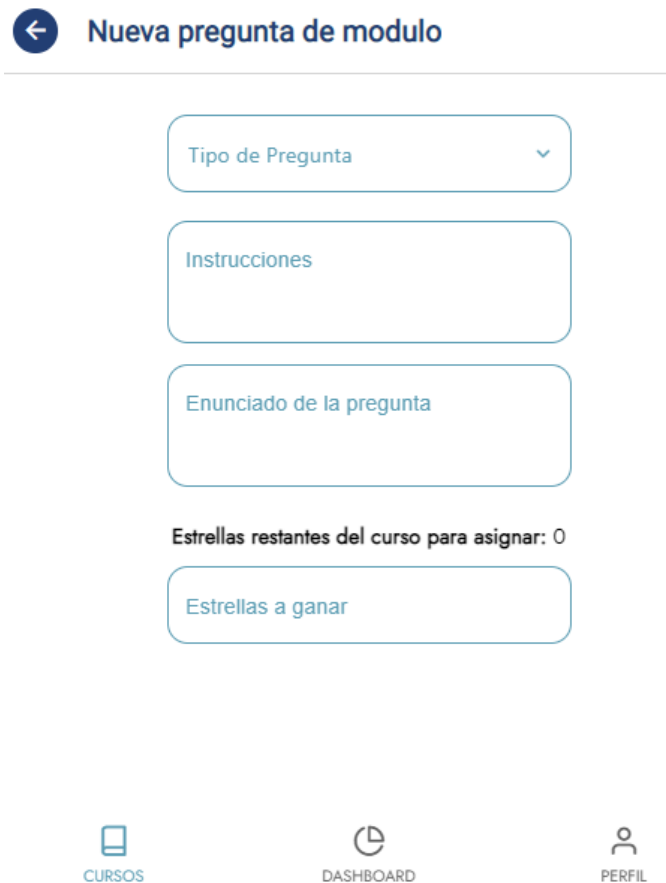 Nueva pregunta de modulo
Tipo de Pregunta
Instrucciones
Enunciado de la pregunta
Estrellas restantes del curso para asignar: 0
Estrellas a ganar
CURSOS
DASHBOARD
PERFIL